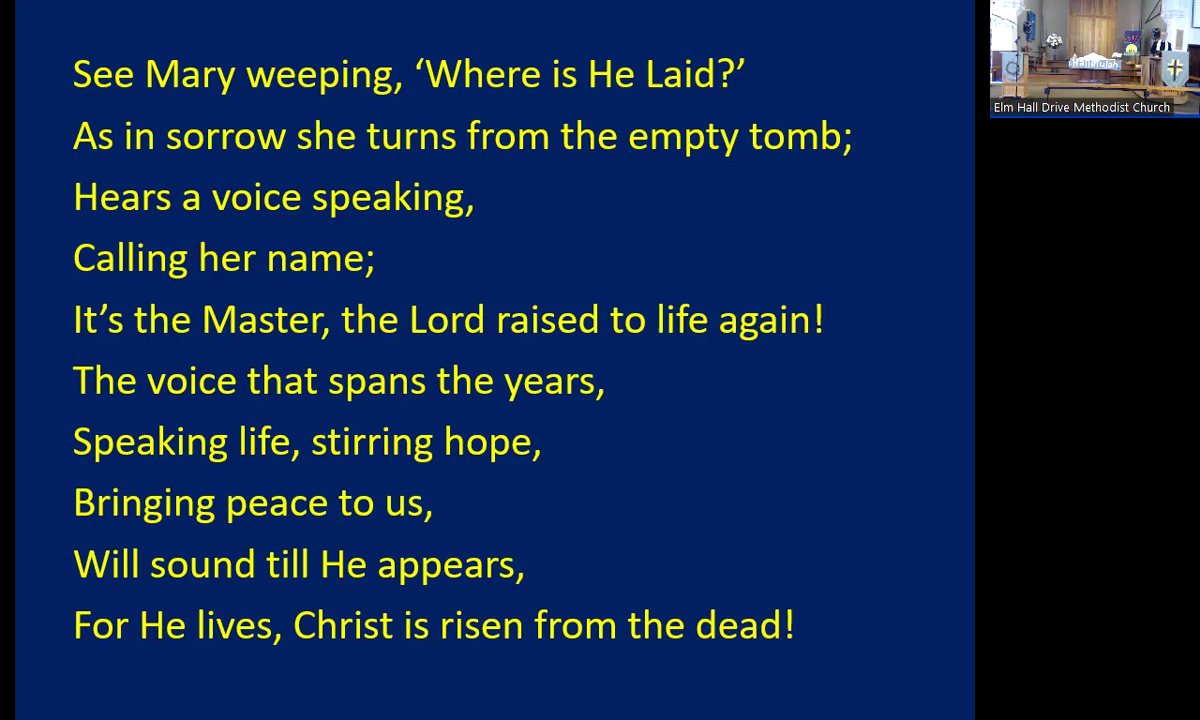 See Mary weeping, ‘Where is He Laid?’
As in sorrow she turns from the empty tomb;
Hears a voice speaking,
Calling her name;
It’s the Master, the Lord raised to life again!
The voice that spans the years,
Speaking life, stirring hope,
Bringing peace to us,
Will sound till He appears,
For He lives, Christ is risen from the dead!
Elm Hall Drive Methodist Church